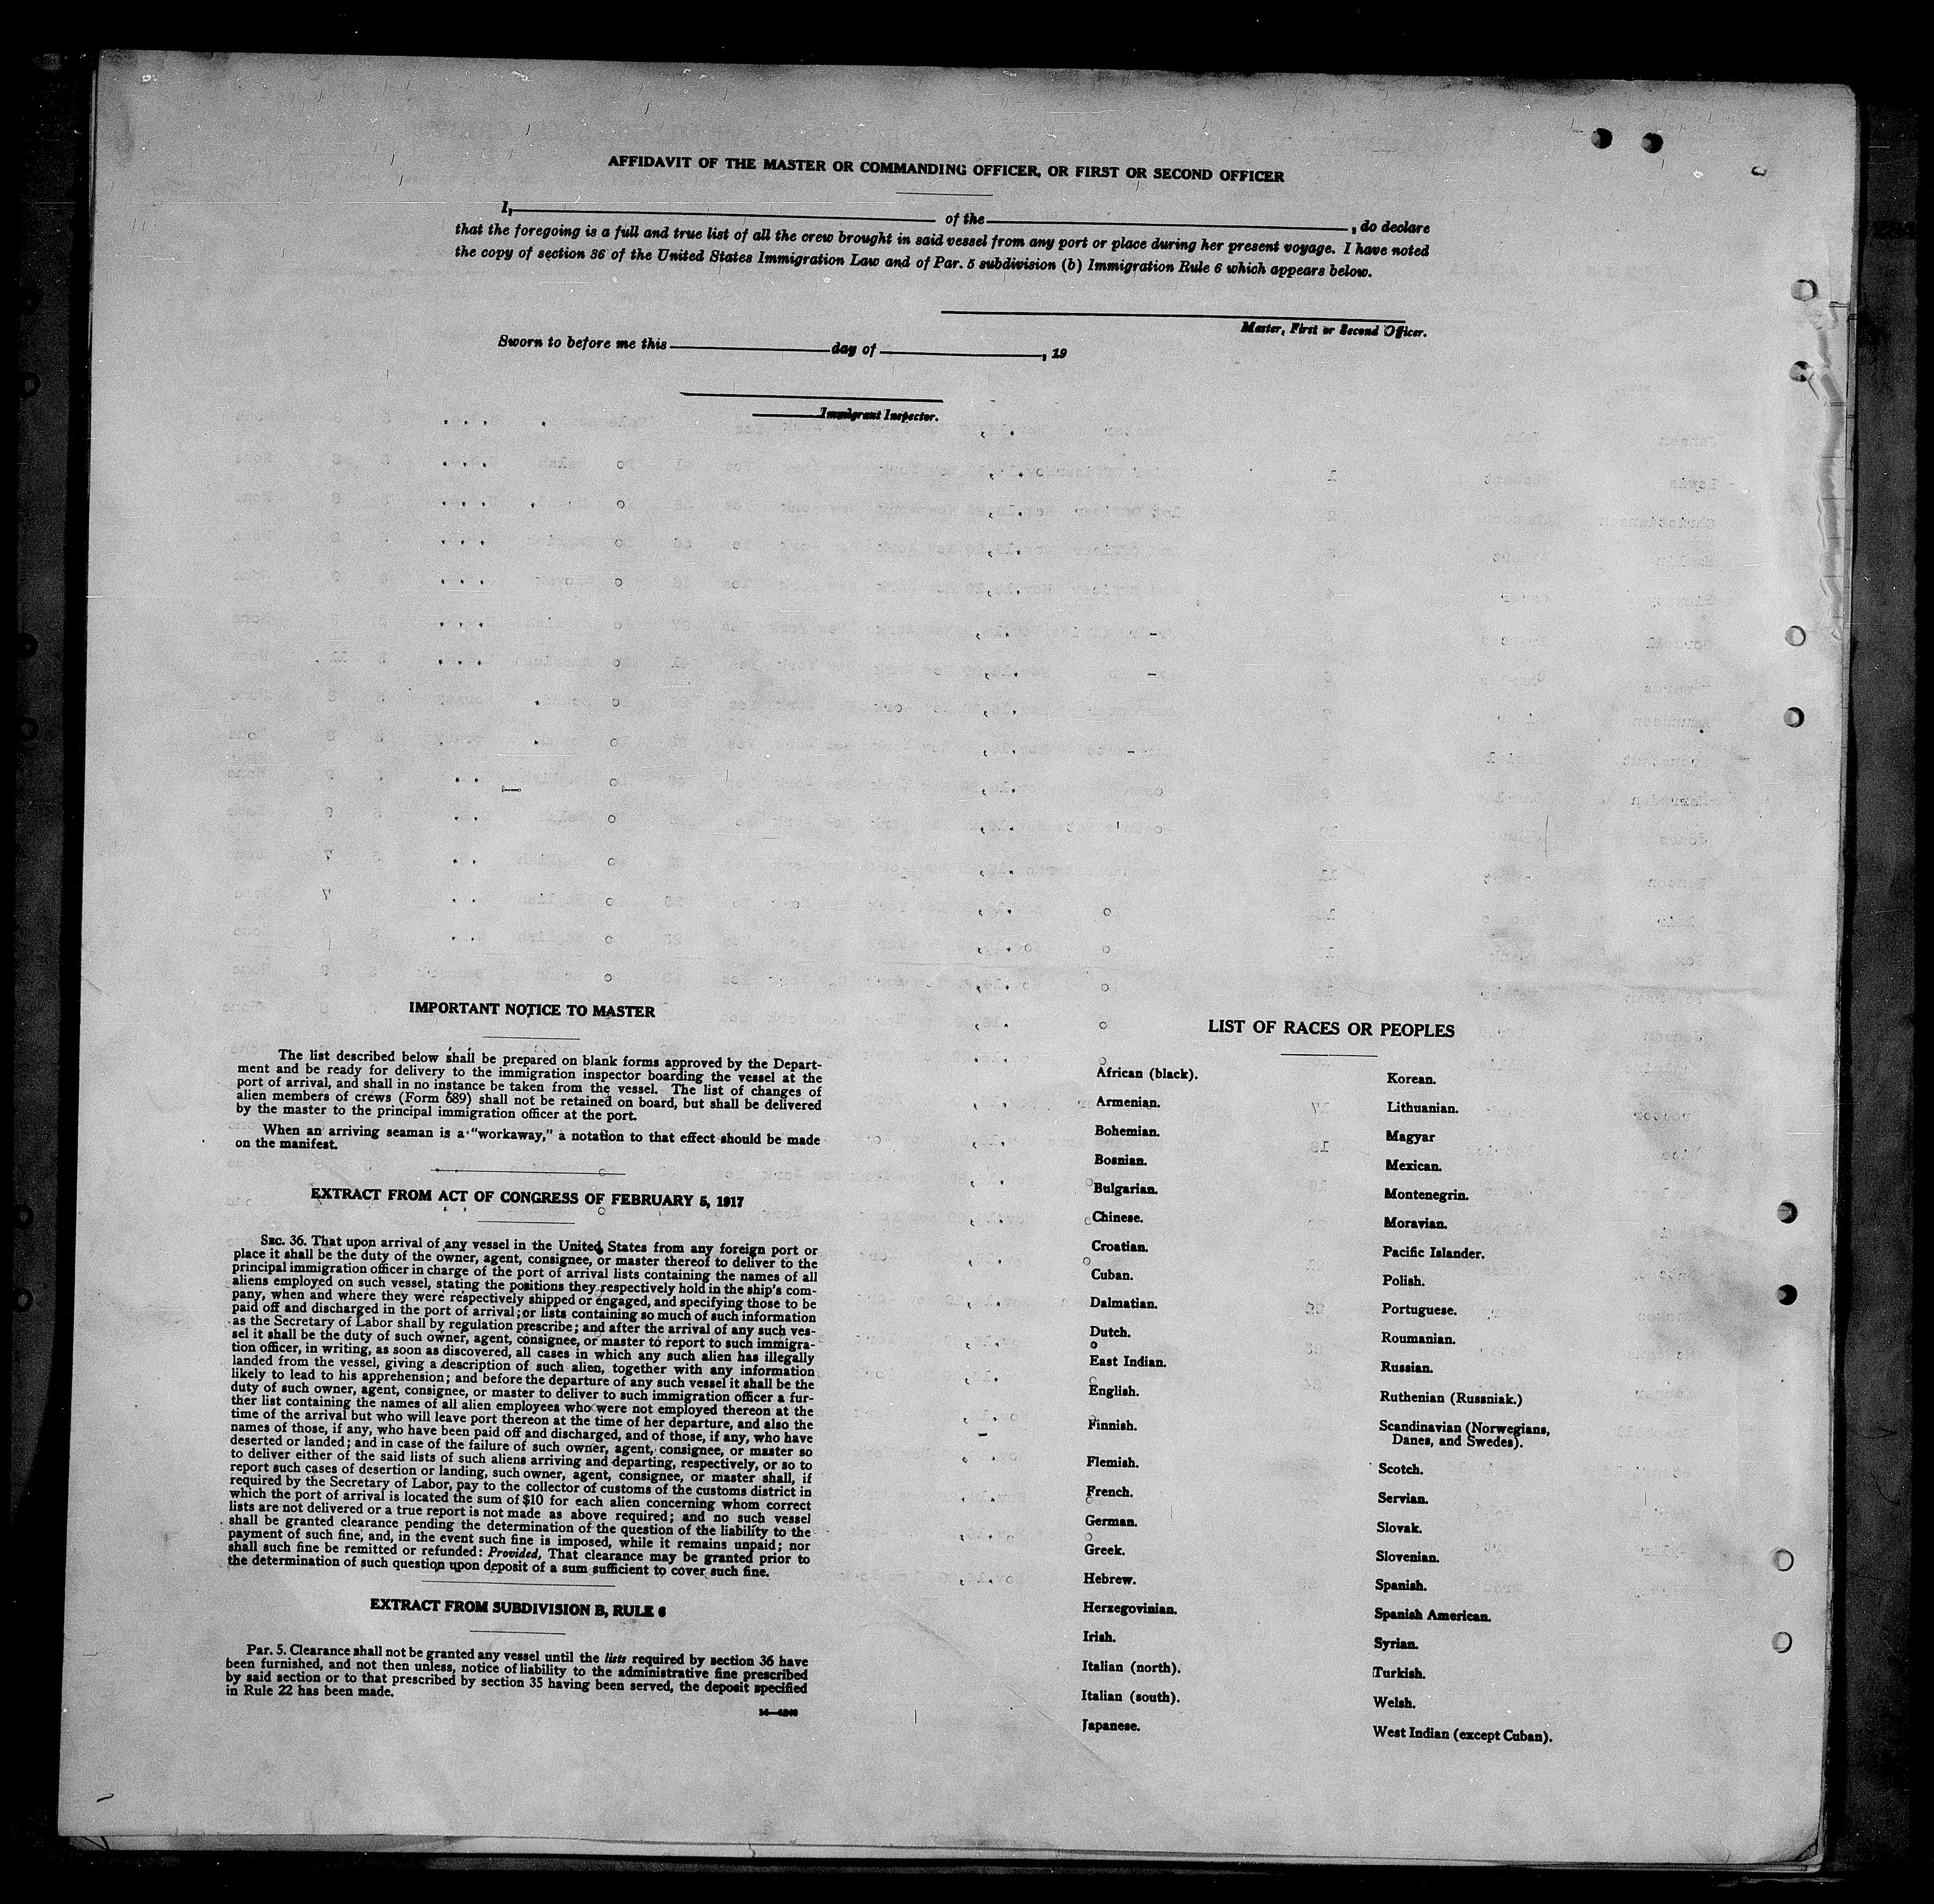 AFFIDAVIT OF THE MASTER OR COMMANDING OFFICER, OR FIRST OR SECOND OFFICER
I, of the , do declare
that the foregoing is a full and true list of all the crew brought in said vessel from any port or place during her present voyage. I have noted
the copy of section 36 of the United States Immigration Law and of Par. 5 subdivision (b) Immigration Rule 6 which appears below.
Master, First or Second Officer.
Sworn to before me this day of , 19
Immigrant Inspector.
IMPORTANT NOTICE TO MASTER
The list described below shall be prepared on blank forms approved by the Depart-
ment and be ready for delivery to the immigration inspector boarding the vessel at the
port of arrival, and shall in no instance be taken from the vessel. The list of changes of
alien members of crews (Form 689) shall not be retained on board, but shall be delivered
by the master to the principal immigration officer at the port.
When an arriving seaman is a "workaway," a notation to that effect should be made
on the manifest.
EXTRACT FROM ACT OF CONGRESS OF FEBRUARY 5, 1917
SEC. 36. That upon arrival of any vessel in the United States from any foreign port or
place it shall be the duty of the owner, agent, consignee, or master thereof to deliver to the
principal immigration officer in charge of the port of arrival lists containing the names of all
aliens employed on such vessel, stating the positions they respectively hold in the ship's com-
pany, when and where they were respectively shipped or engaged, and specifying those to be
paid off and discharged in the port of arrival; or lists containing so much of such information
as the Secretary of Labor shall by regulation prescribe; and after the arrival of any such ves-
sel it shall be the duty of such owner, agent, consignee, or master to report to such immigra-
tion officer, in writing, as soon as discovered, all cases in which any such alien has illegally
landed from the vessel, giving a description of such alien, together with any information
likely to lead to his apprehension; and before the departure of any such vessel it shall be the
duty of such owner, agent, consignee, or master to deliver to such immigration officer a fur-
ther list containing the names of all alien employees who were not employed thereon at the
time of the arrival but who will leave port thereon at the time of her departure, and also the
names of those, if any, who have been paid off and discharged, and of those, if any, who have
deserted or landed; and in case of the failure of such owner, agent, consignee, or master so
to deliver either of the said lists of such aliens arriving and departing, respectively, or so to
report such cases of desertion or landing, such owner, agent, consignee, or master shall, if
required by the Secretary of Labor, pay to the collector of customs of the customs district in
which the port of arrival is located the sum of $10 for each alien concerning whom correct
lists are not delivered or a true report is not made as above required; and no such vessel
shall be granted clearance pending the determination of the question of the liability to the
payment of such fine, and, in the event such fine is imposed, while it remains unpaid; nor
shall such fine be remitted or refunded: Provided, That clearance may be granted prior to
the determination of such question upon deposit of a sum sufficient to cover such fine.
EXTRACT FROM SUBDIVISION B, RULE 6
Par. 5. Clearance shall not be granted any vessel until the lists required by section 36 have
been furnished, and not then unless, notice of liability to the administrative fine prescribed
by said section or to that prescribed by section 35 having been served, the deposit specified
in Rule 22 has been made.
LIST OF RACES OR PEOPLES
African (black).
Armenian.
Bohemian.
Bosnian.
Bulgarian.
Chinese.
Croatian.
Cuban.
Dalmatian.
Dutch.
East Indian.
English.
Finnish.
Flemish.
French.
German.
Greek.
Hebrew.
Herzegovinian.
Irish.
Italian (north).
Italian (south).
Japanese.
Korean.
Lithuanian.
Magyar
Mexican.
Montenegrin.
Moravian.
Pacific Islander.
Polish.
Portuguese.
Roumanian.
Russian.
Ruthenian (Russniak.)
Scandinavian (Norwegians,
Danes, and Swedes).
Scotch.
Servian.
Slovak.
Slovenian.
Spanish.
Spanish American.
Syrian.
Turkish.
Welsh.
West Indian (except Cuban).